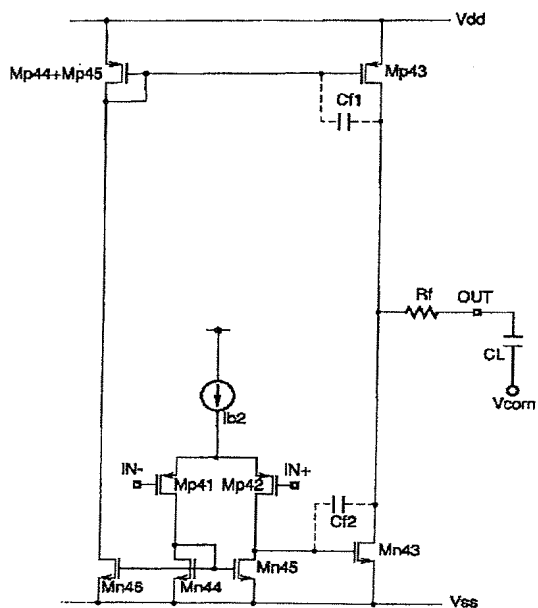 Vdd
Mp44+Mp45
Mp43
Cf1
Rf
OUT
CL
Vcom
Ib2
IN-
Mp41
Mp42
IN+
Cf2
Mn46
Mn44
Mn45
Mn43
Vss